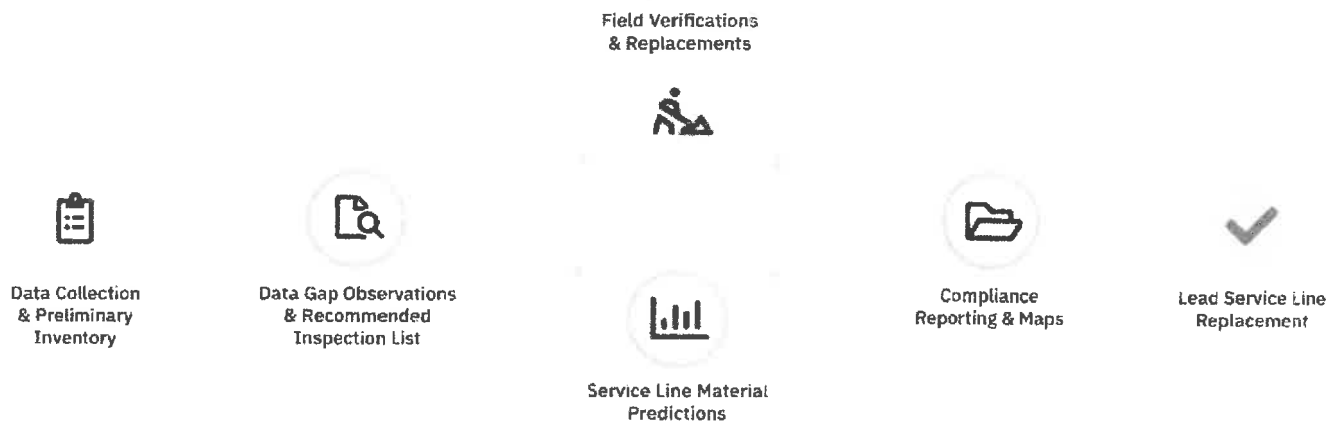 Field Verifications
& Replacements
Data Collection
& Preliminary
Inventory
Data Gap Observations
& Recommended
Inspection List
Service Line Material
Predictions
Compliance
Reporting & Maps
Lead Service Line
Replacement